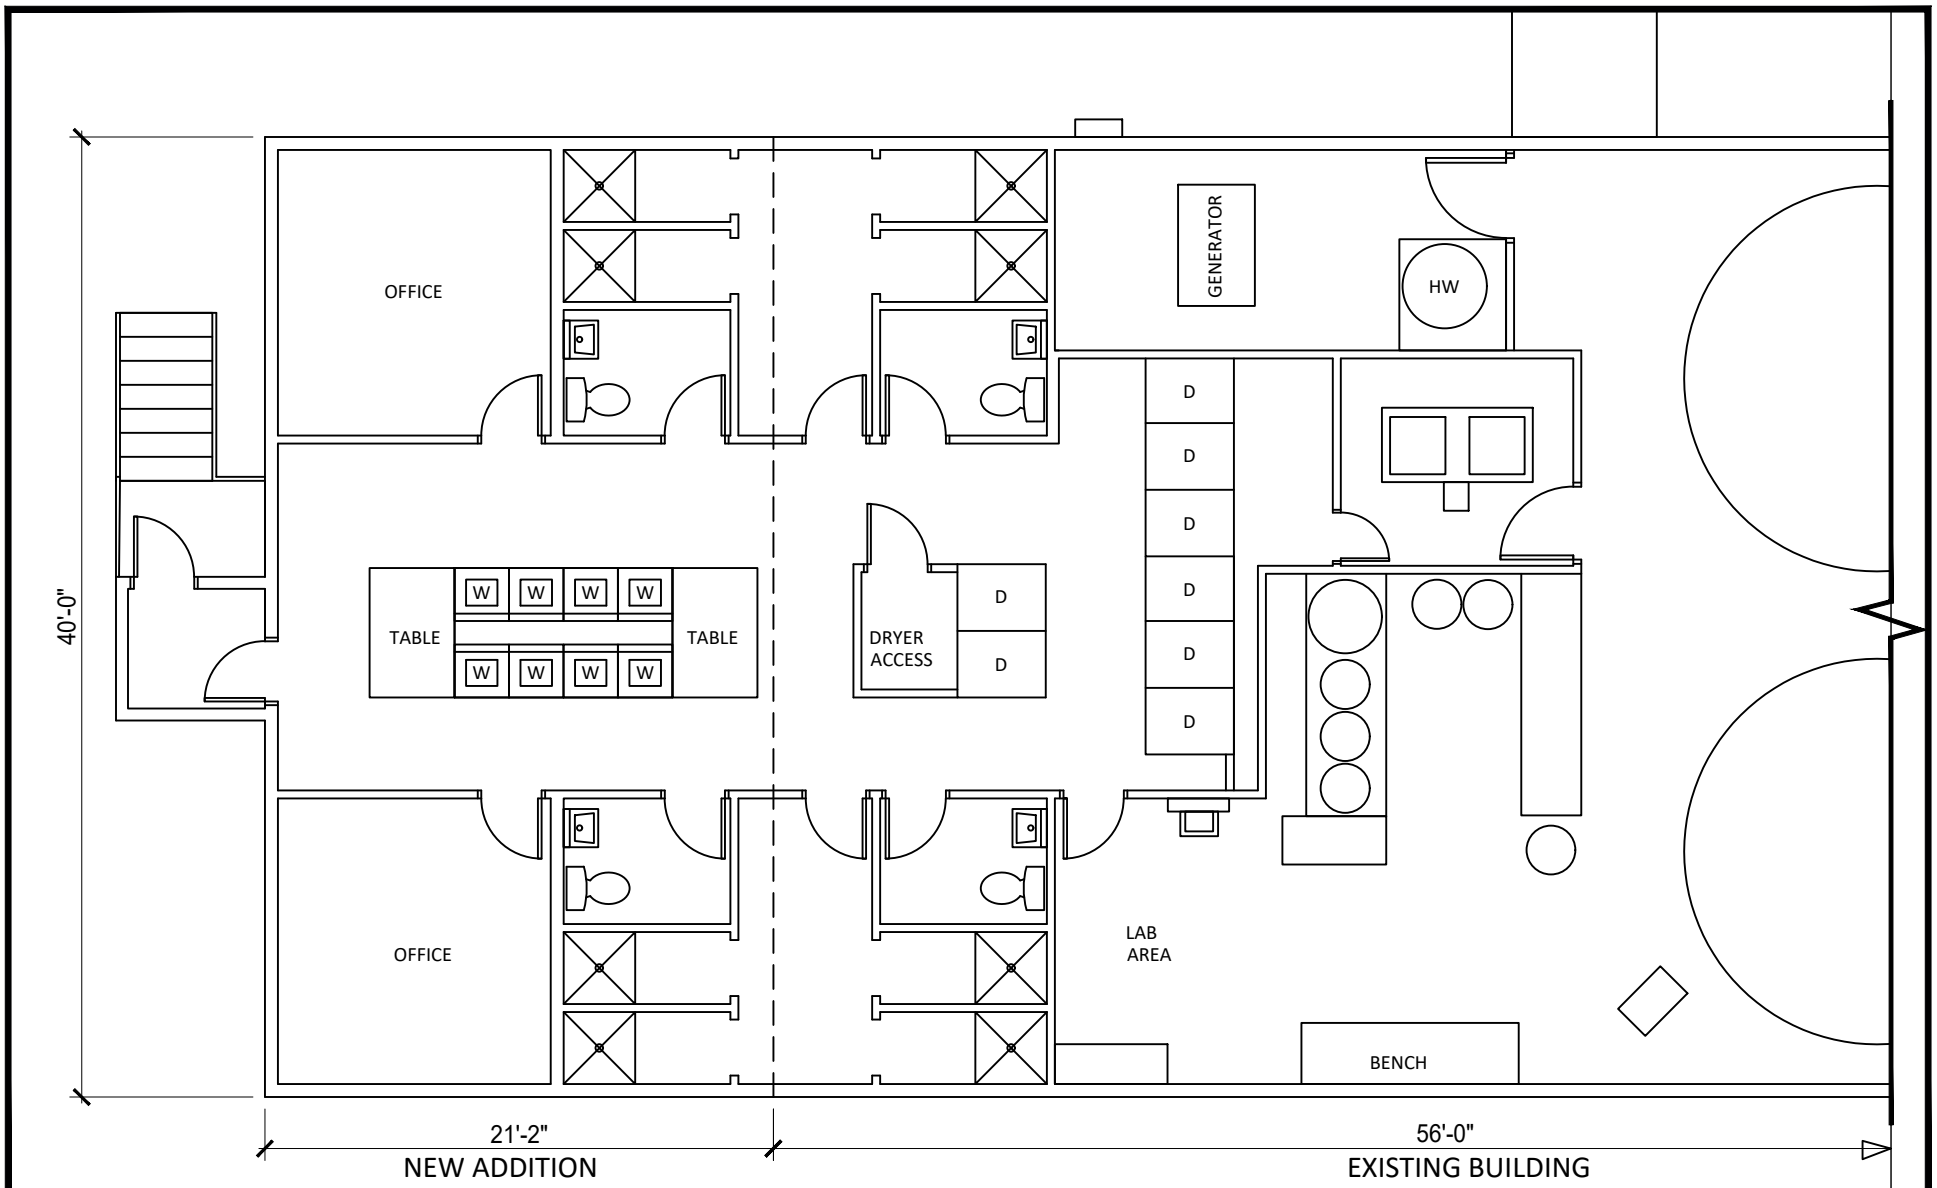 GENERATOR
HW
OFFICE
D
D
D
D
D
D
W
W
W
W
D
TABLE
TABLE
DRYER
ACCESS
40'-0"
W
W
W
W
D
LAB
AREA
OFFICE
BENCH
21'-2"
56'-0"
NEW ADDITION
EXISTING BUILDING